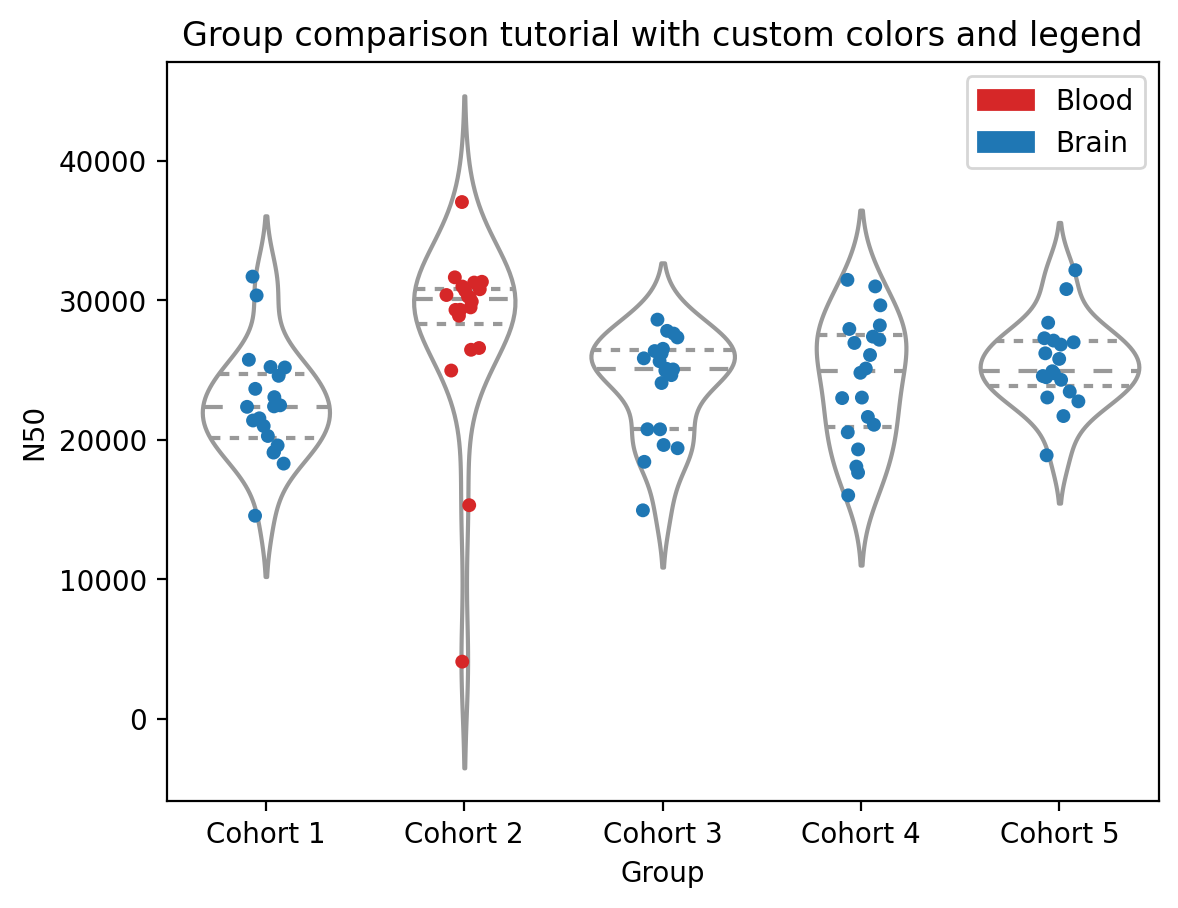 Group comparison tutorial with custom colors and legend
Blood
Brain
40000
30000
20000
10000
0
N50
Cohort 1
Cohort 2
Cohort 3
Cohort 4
Cohort 5
Group